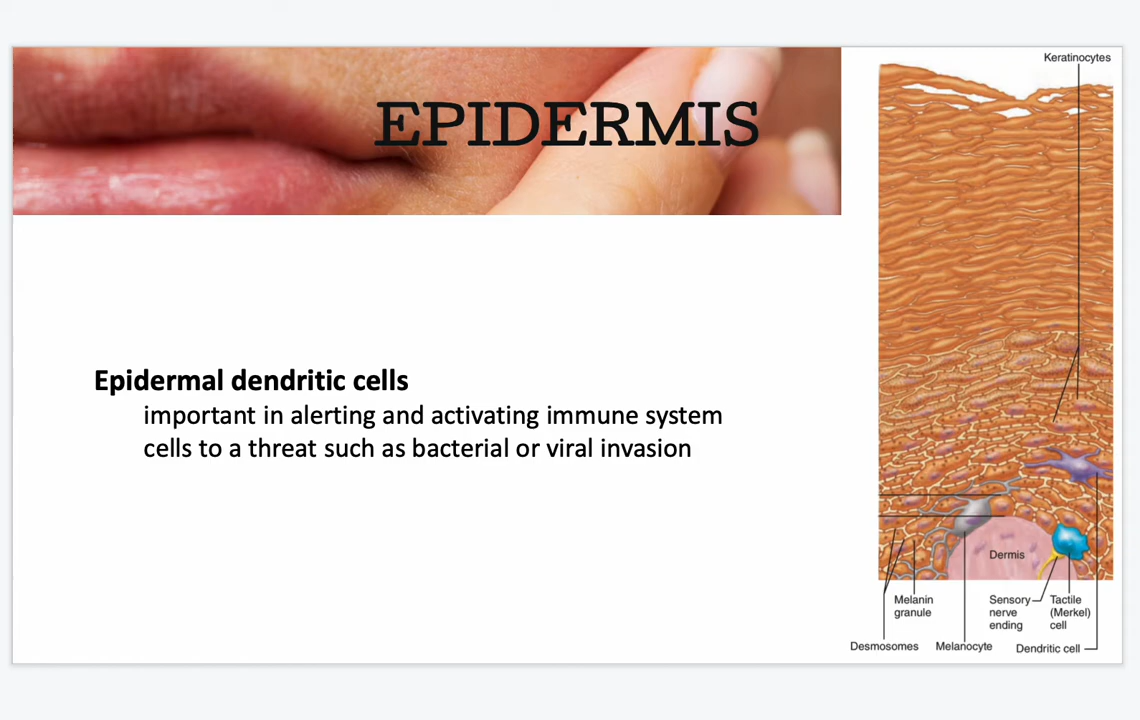 EPIDERMIS
Epidermal dendritic cells
important in alerting and activating immune system
cells to a threat such as bacterial or viral invasion
Keratinocytes
Dermis
Melanin
granule
Sensory
nerve
ending
Tactile
(Merkel)
cell
Desmosomes
Melanocyte
Dendritic cell